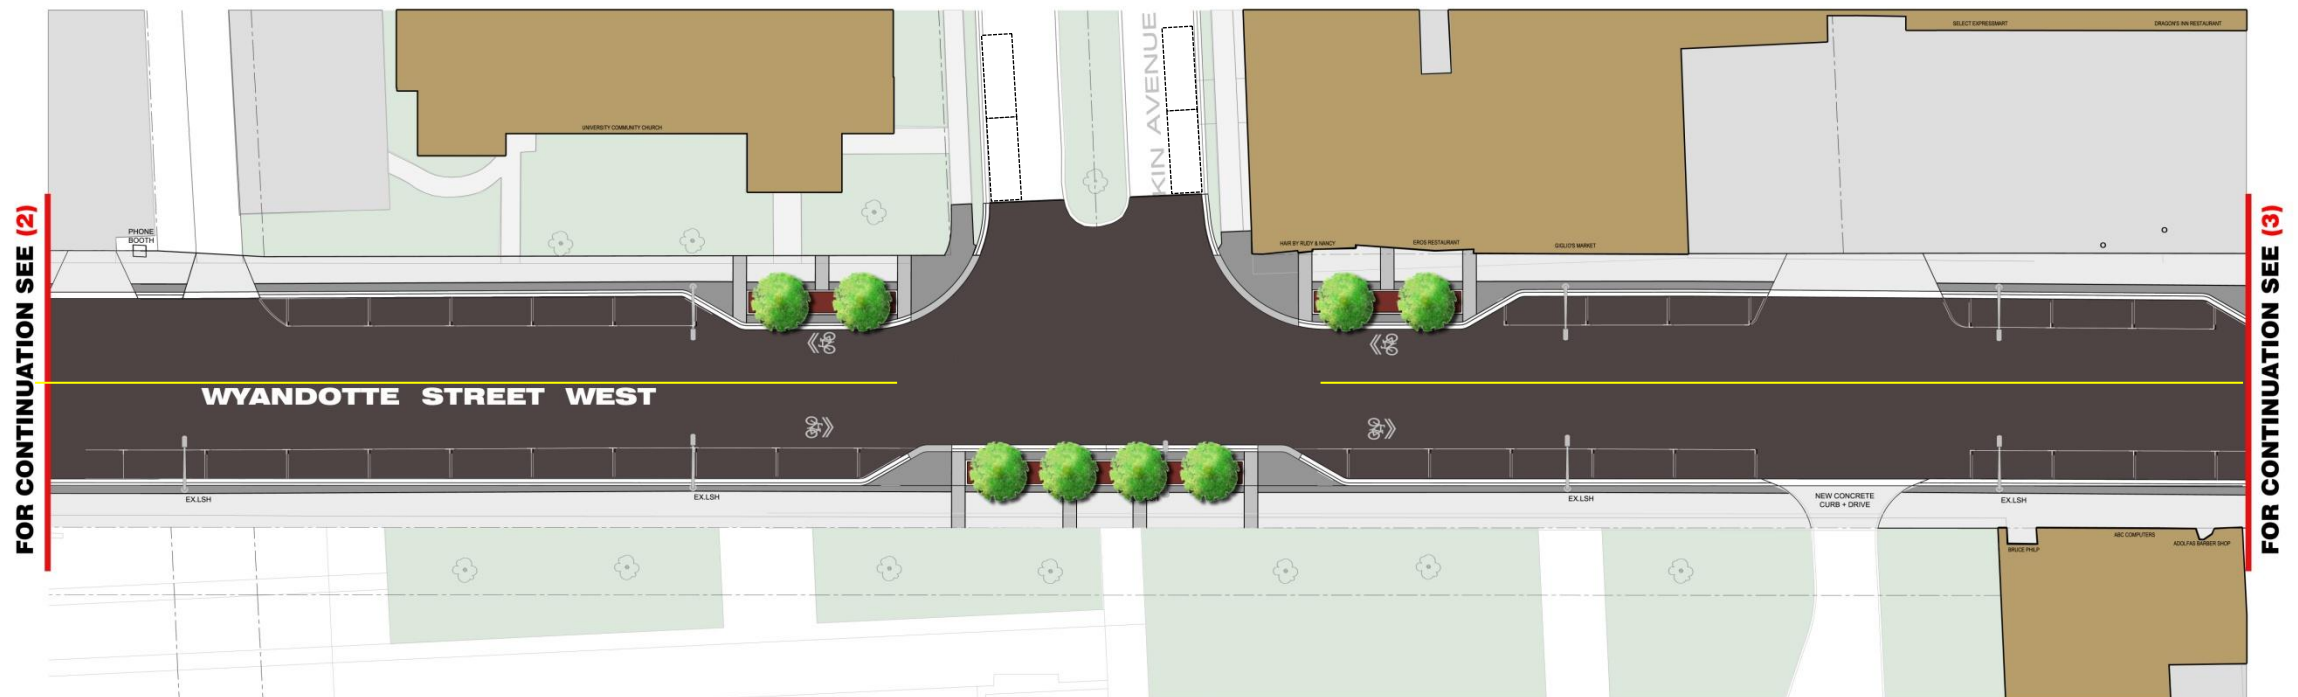 SELECT EXPRESSMART
DRAGON'S INN RESTAURANT
KIN AVENUE
UNIVERSITY COMMUNITY CHURCH
PHONE
BOOTH
HAIR BY RUDY & NANCY
EROS RESTAURANT
GIGLIO'S MARKET
FOR CONTINUATION SEE (2)
FOR CONTINUATION SEE (3)
WYANDOTTE STREET WEST
EX.LSH
EX.LSH
EX.LSH
EX.LSH
NEW CONCRETE
CURB + DRIVE
BRUCE PHILP
ABC COMPUTERS
ADOLFAS BARBER SHOP